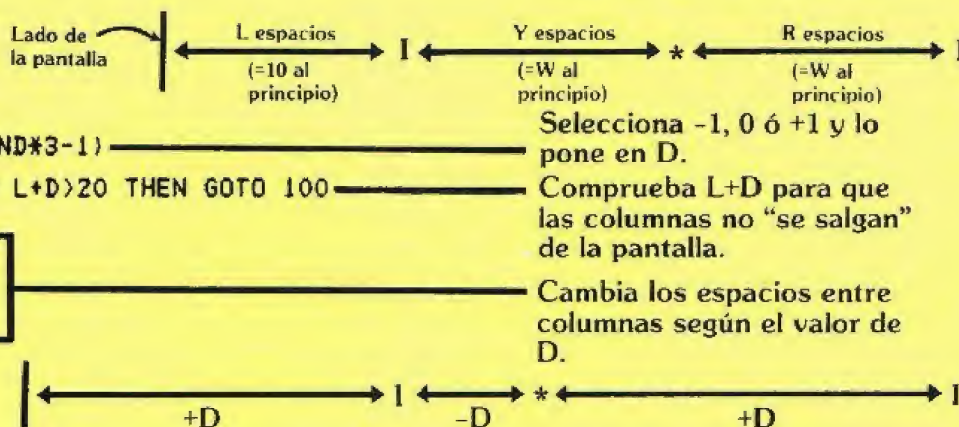 Lado de la pantalla
L espacios I Y espacios * R espacios I
(=10 al principio) (=W al principio) (=W al principio)
ND*3-1)
Selecciona -1, 0 ó +1 y lo
pone en D.
L+D>20 THEN GOTO 100
Comprueba L+D para que
las columnas no "se salgan"
de la pantalla.
Cambia los espacios entre
columnas según el valor de
D.
I * I
+D -D +D